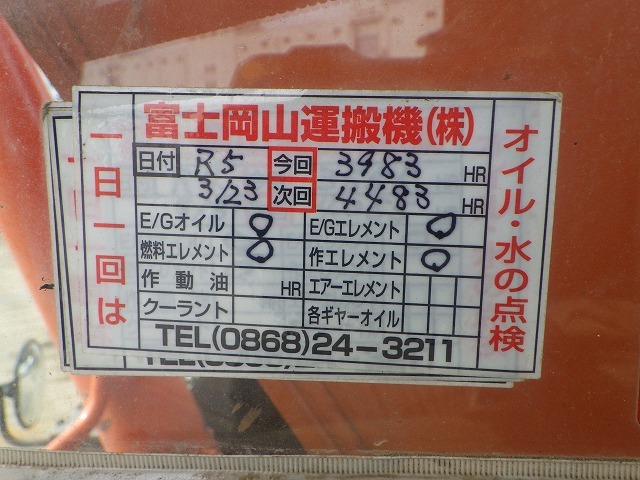 富士岡山運搬機(株)
一日一回は
オイル・水の点検
日付 R5 今回 3983 HR
3/23 次回 4483 HR
E/Gオイル 0 E/Gエレメント 0
燃料エレメント 0 作エレメント 0
作動油 HR エアーエレメント
クーラント 各ギヤーオイル
TEL(0868)24-3211